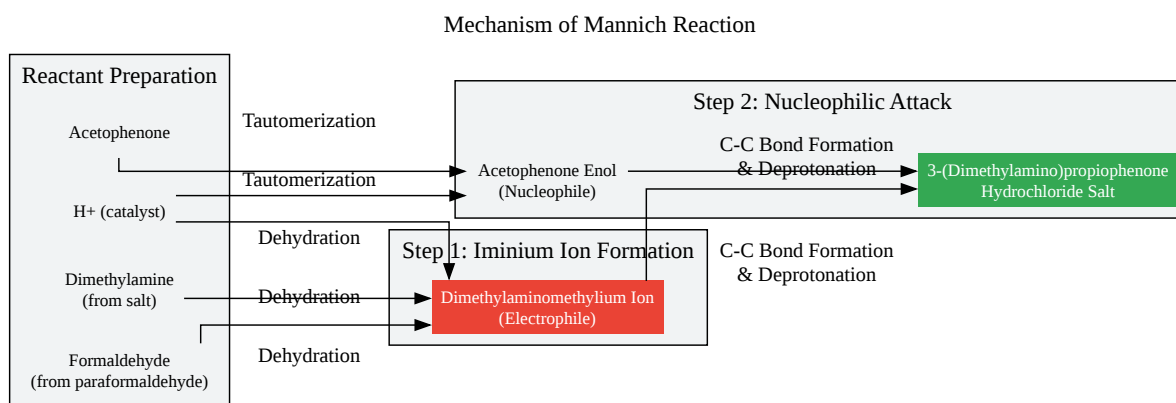 Mechanism of Mannich Reaction
Reactant Preparation
Acetophenone
H+ (catalyst)
Dimethylamine
(from salt)
Formaldehyde
(from paraformaldehyde)
Tautomerization
Tautomerization
Dehydration
Dehydration
Dehydration
Step 2: Nucleophilic Attack
Acetophenone Enol
(Nucleophile)
C-C Bond Formation
& Deprotonation
3-(Dimethylamino)propiophenone
Hydrochloride Salt
Step 1: Iminium Ion Formation
Dimethylaminomethylium Ion
(Electrophile)
C-C Bond Formation
& Deprotonation